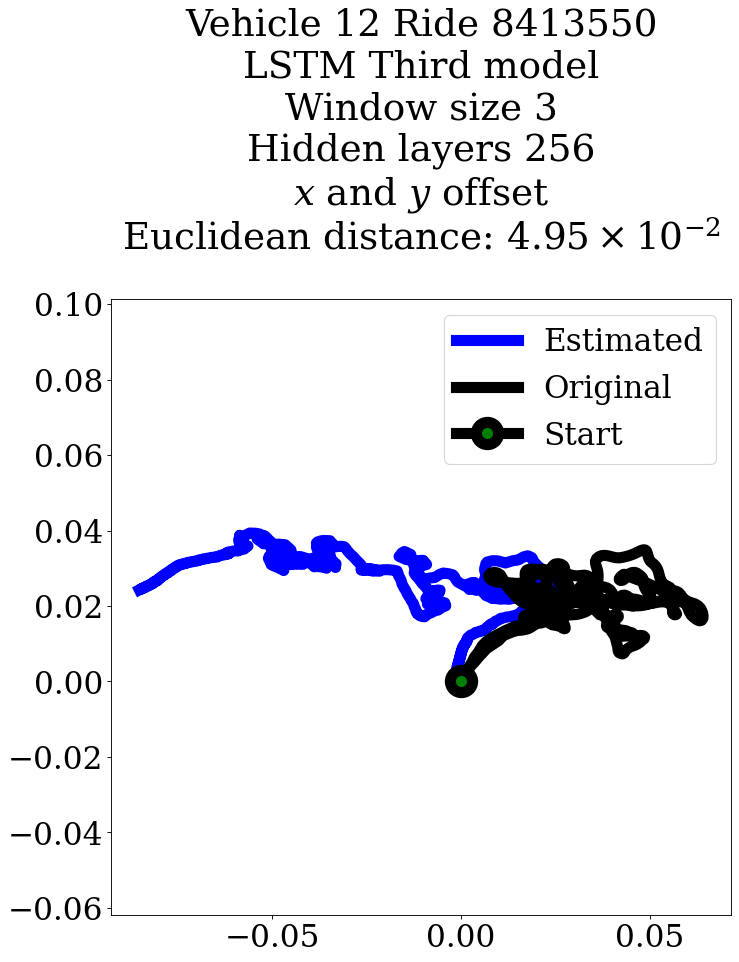 Vehicle 12 Ride 8413550
LSTM Third model
Window size 3
Hidden layers 256
x and y offset
Euclidean distance: 4.95 × 10⁻²
0.10
0.08
0.06
0.04
0.02
0.00
−0.02
−0.04
−0.06
Estimated
Original
Start
−0.05
0.00
0.05